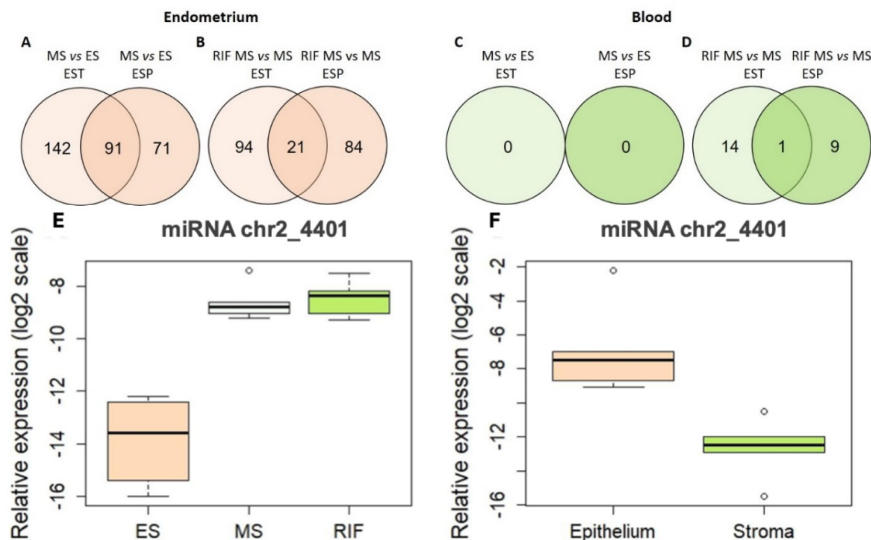 Endometrium
Blood
A
MS vs ES
EST
MS vs ES
ESP
B
RIF MS vs MS
EST
RIF MS vs MS
ESP
C
MS vs ES
EST
MS vs ES
ESP
D
RIF MS vs MS
EST
RIF MS vs MS
ESP
142
91
71
94
21
84
0
0
14
1
9
E
miRNA chr2_4401
Relative expression (log2 scale)
-8
-10
-12
-14
-16
ES
MS
RIF
F
miRNA chr2_4401
Relative expression (log2 scale)
-2
-4
-6
-8
-12
-16
Epithelium
Stroma